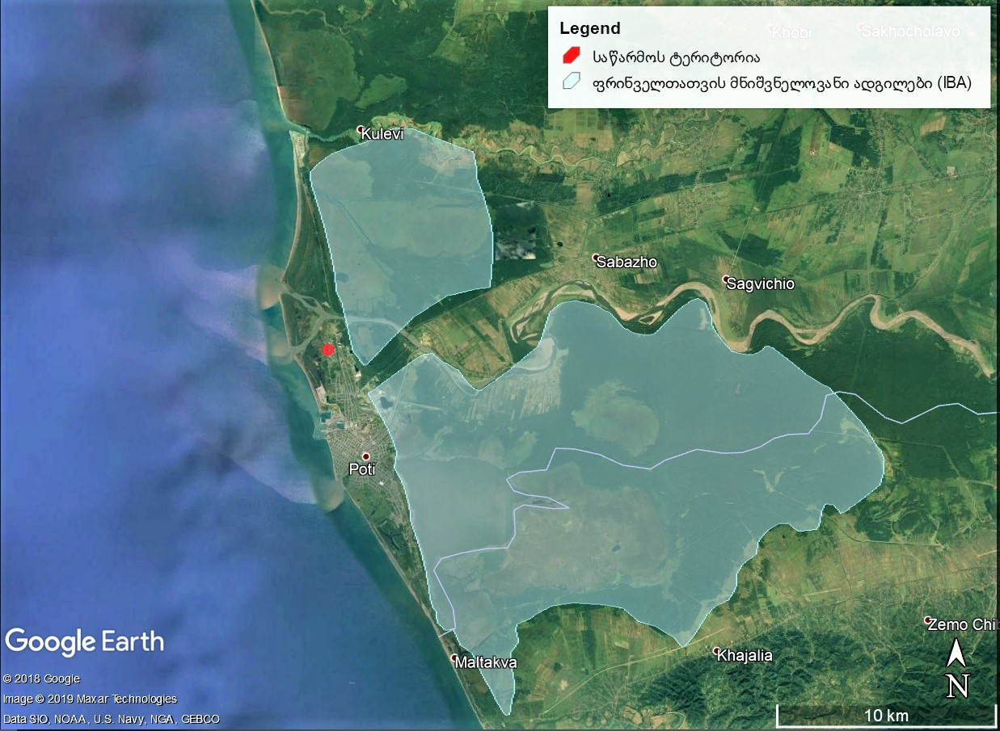 Legend
Khobi
Sakhocholavo
საწარმოს ტერიტორია
ფრინველთათვის მნიშვნელოვანი ადგილები (IBA)
Kulevi
Sabazho
Sagvichio
Poti
Zemo Chi
Maltakva
Khajalia
Google Earth
© 2018 Google
Image © 2019 Maxar Technologies
Data SIO, NOAA, U.S. Navy, NGA, GEBCO
N
10 km